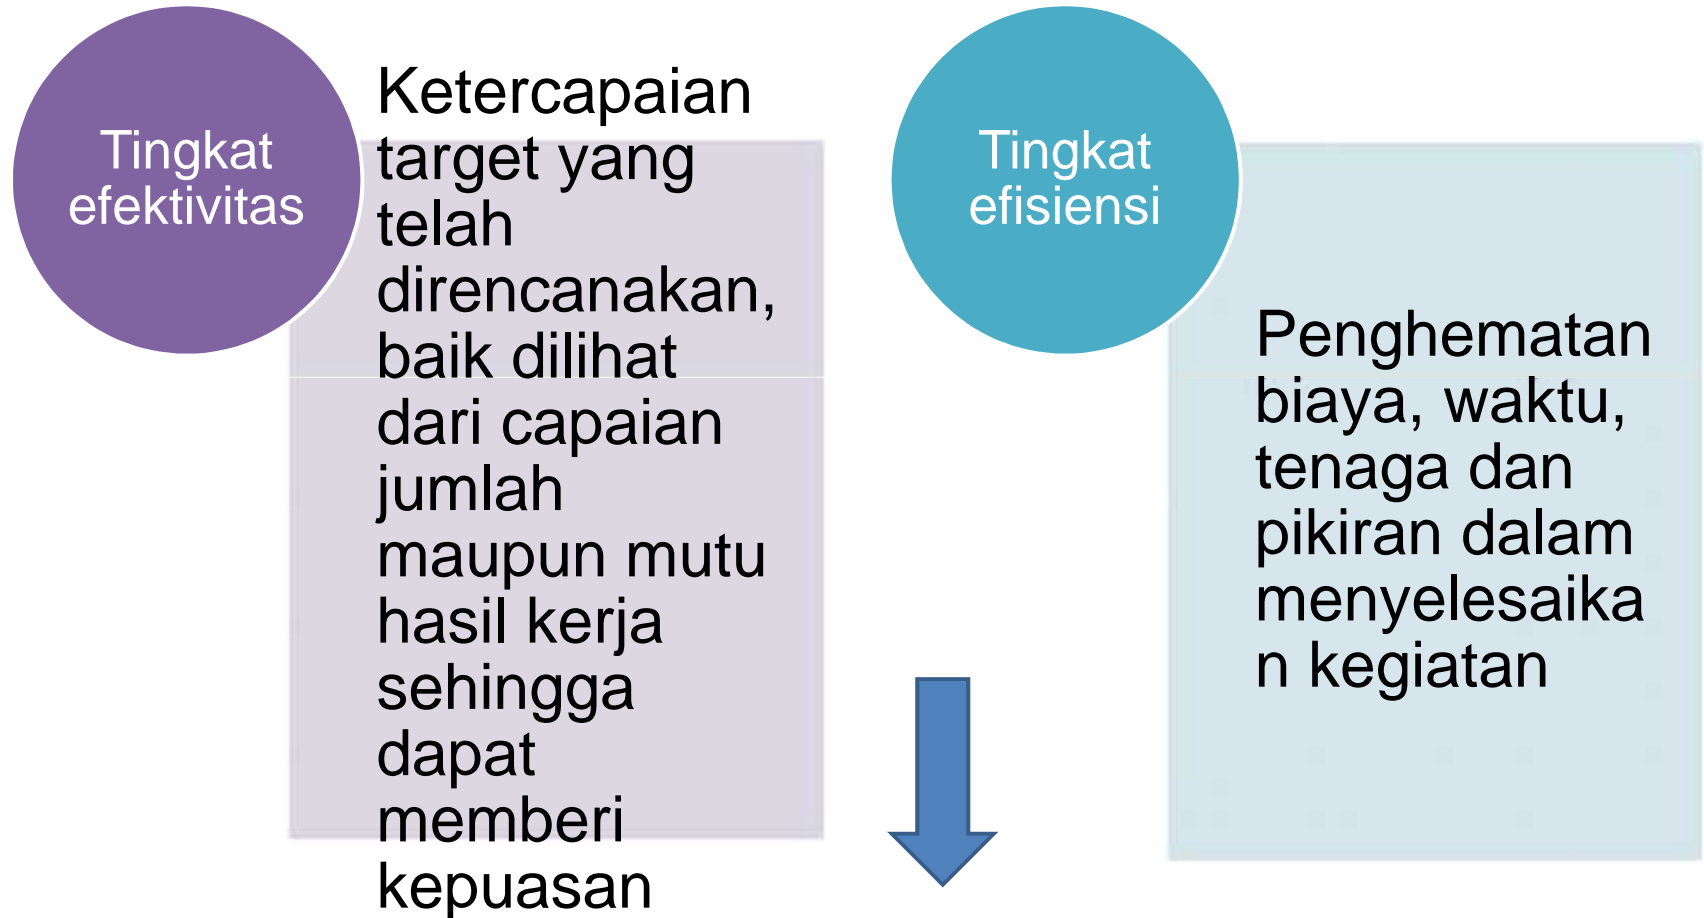 Tingkat
efektivitas
Ketercapaian
target yang
telah
direncanakan,
baik dilihat
dari capaian
jumlah
maupun mutu
hasil kerja
sehingga
dapat
memberi
kepuasan
Tingkat
efisiensi
Penghematan
biaya, waktu,
tenaga dan
pikiran dalam
menyelesaika
n kegiatan